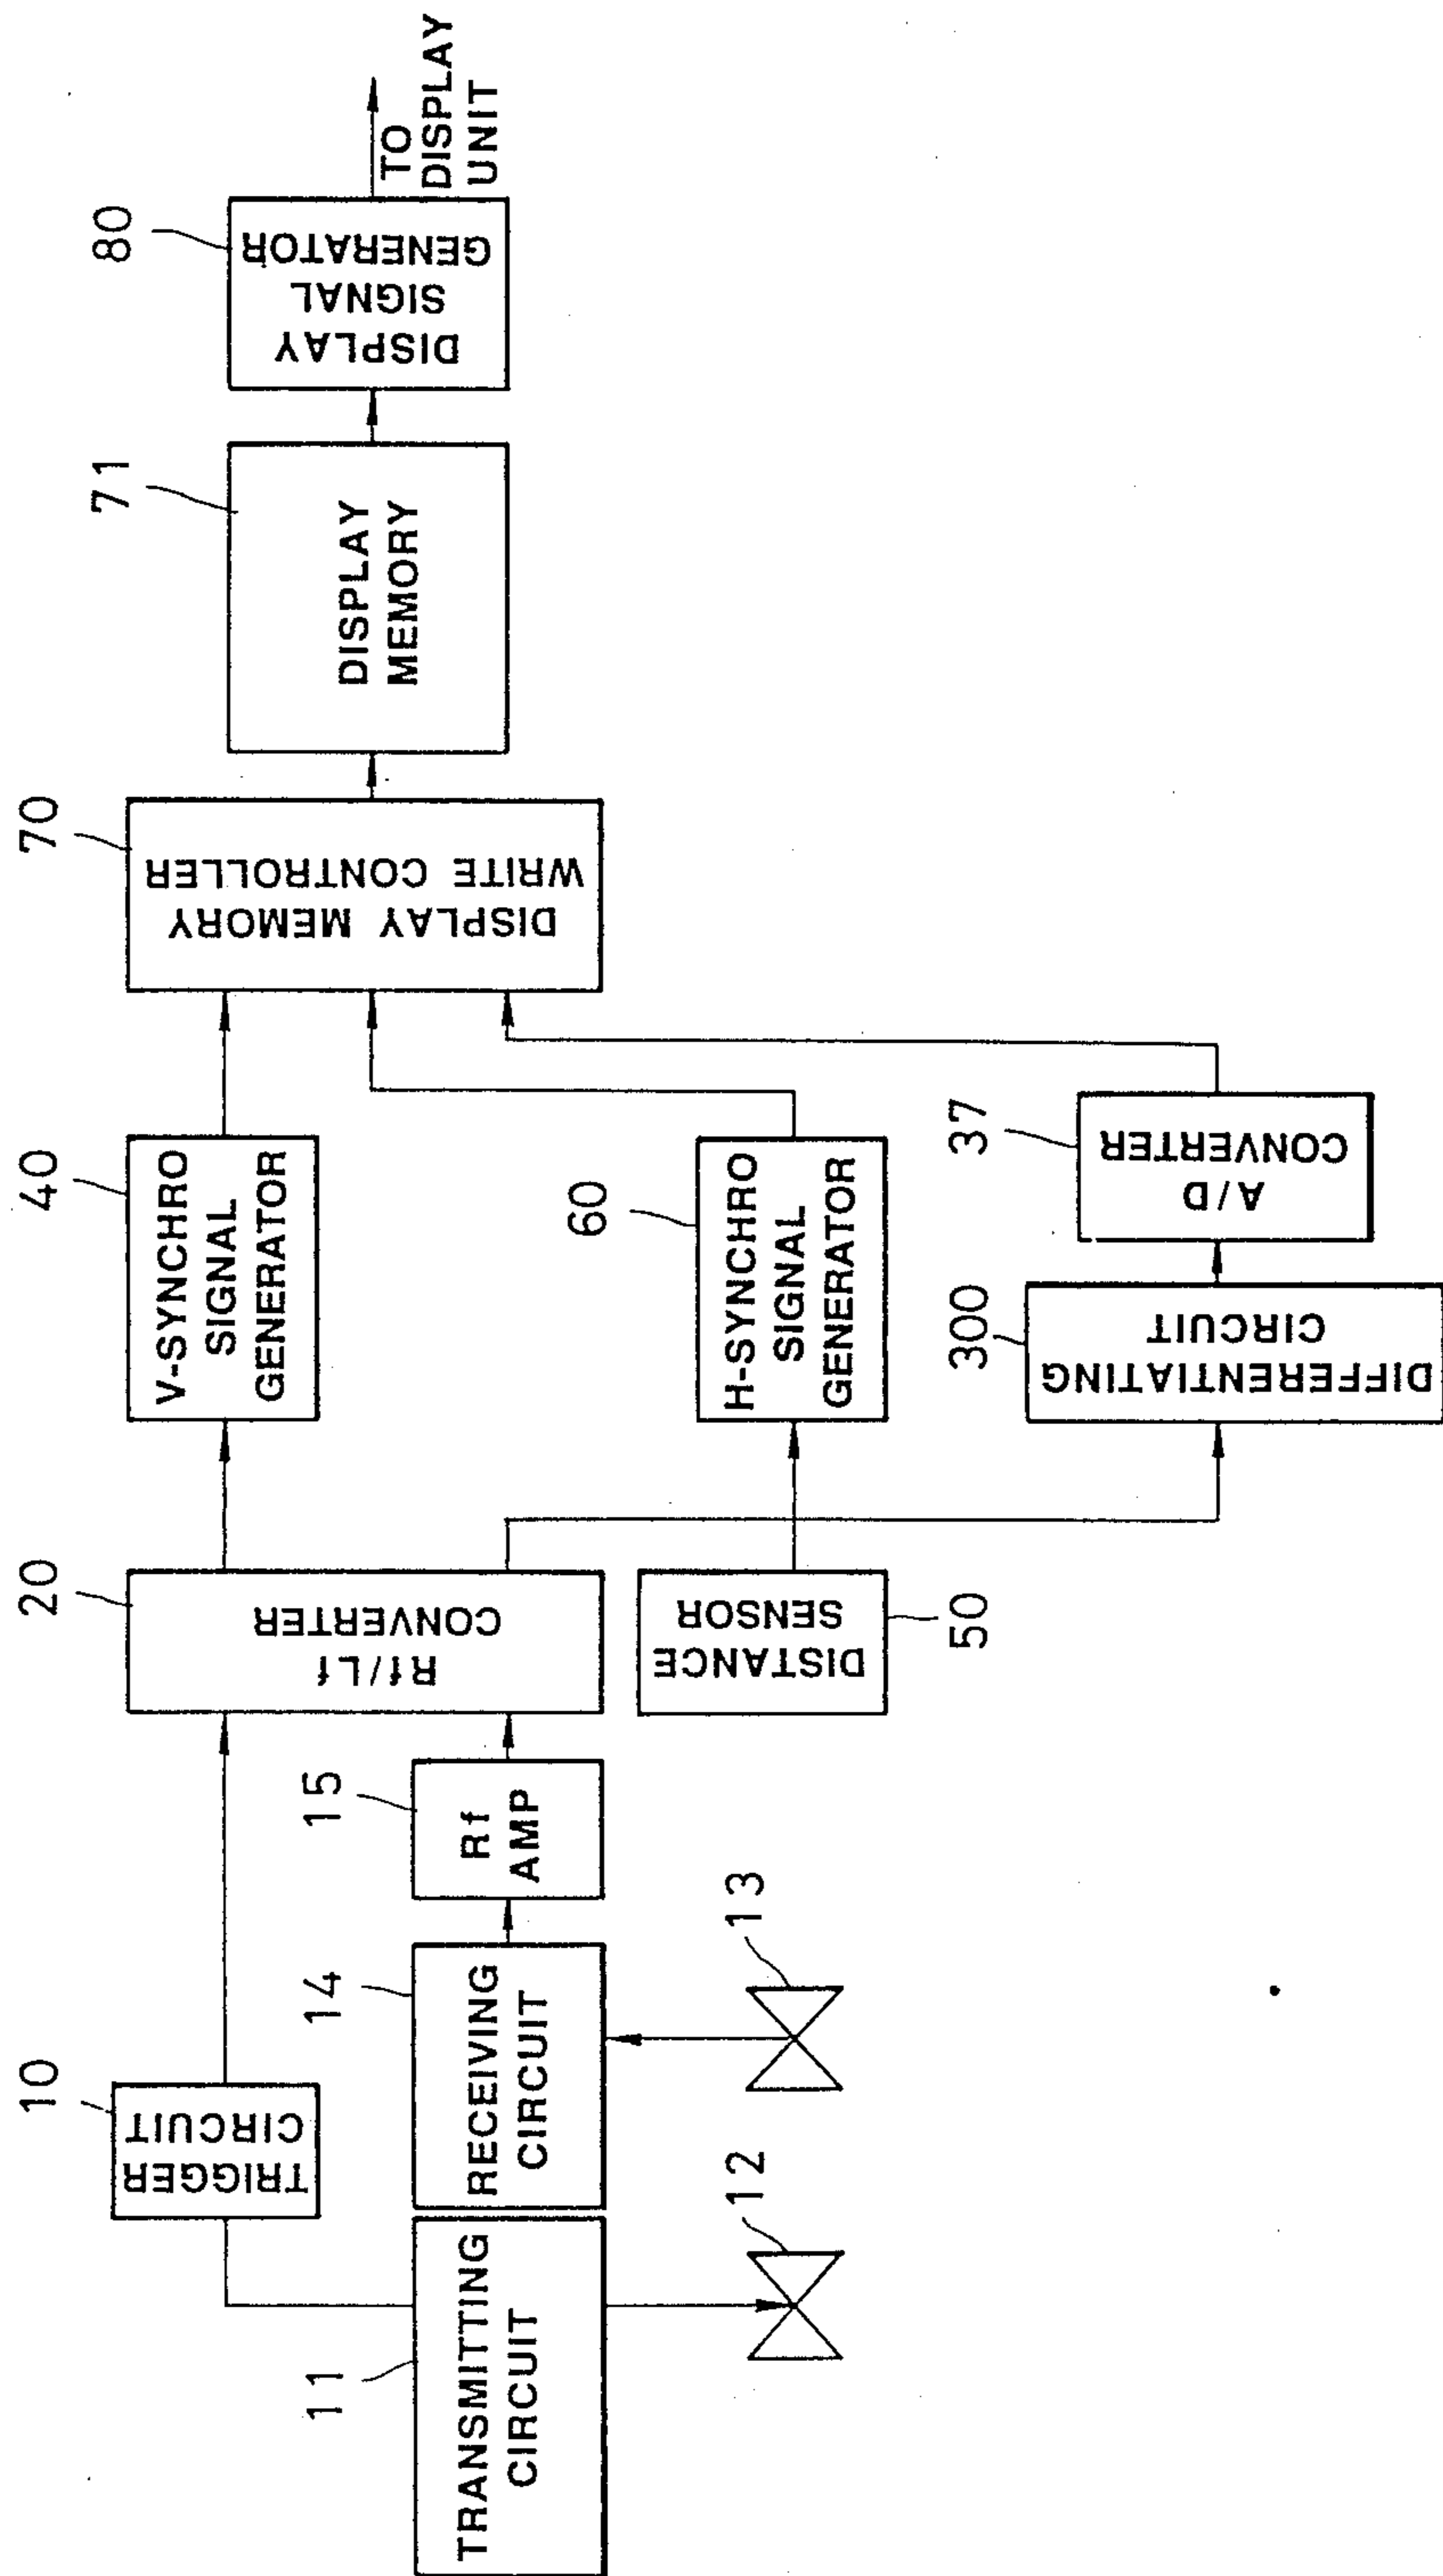 10
TRIGGER
CIRCUIT
11
TRANSMITTING
CIRCUIT
12
13
14
RECEIVING
CIRCUIT
15
Rf
AMP
20
Rf/Lf
CONVERTER
40
V-SYNCHRO
SIGNAL
GENERATOR
DISTANCE
SENSOR
50
60
H-SYNCHRO
SIGNAL
GENERATOR
300
DIFFERENTIATING
CIRCUIT
37
A/D
CONVERTER
70
DISPLAY MEMORY
WRITE CONTROLLER
71
DISPLAY
MEMORY
80
DISPLAY
SIGNAL
GENERATOR
TO
DISPLAY
UNIT